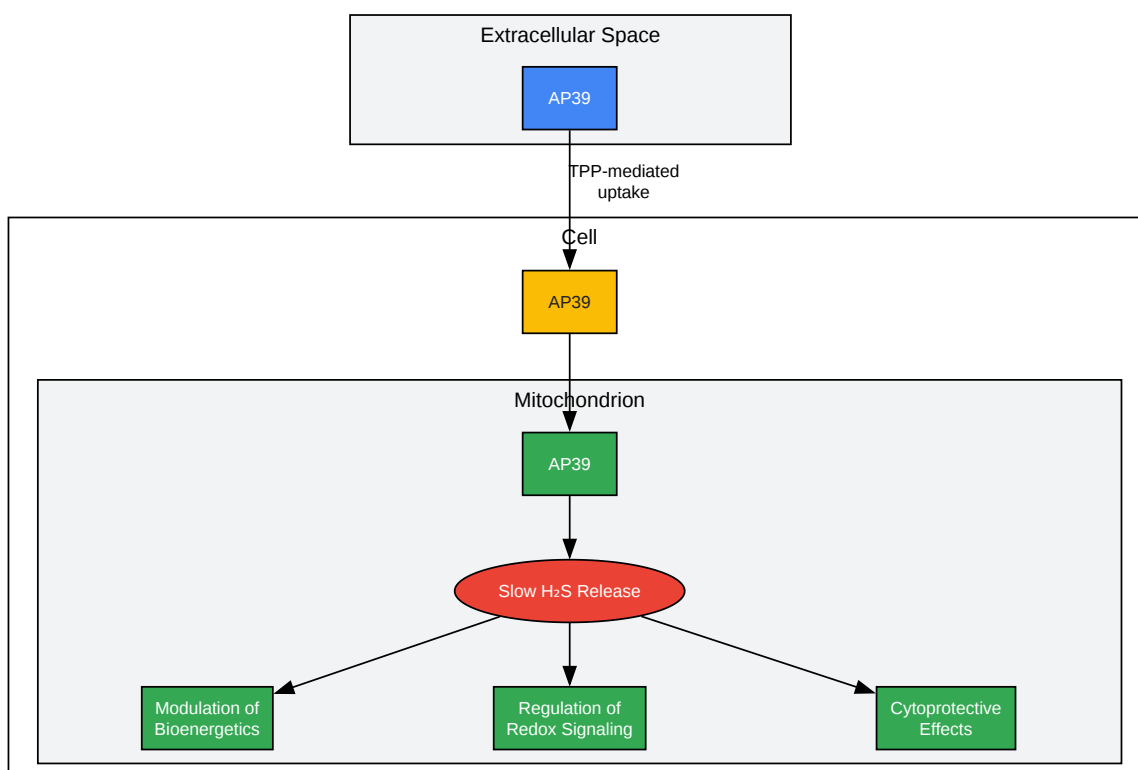 Extracellular Space
AP39
TPP-mediated
uptake
Cell
AP39
Mitochondrion
AP39
Slow H₂S Release
Modulation of
Bioenergetics
Regulation of
Redox Signaling
Cytoprotective
Effects